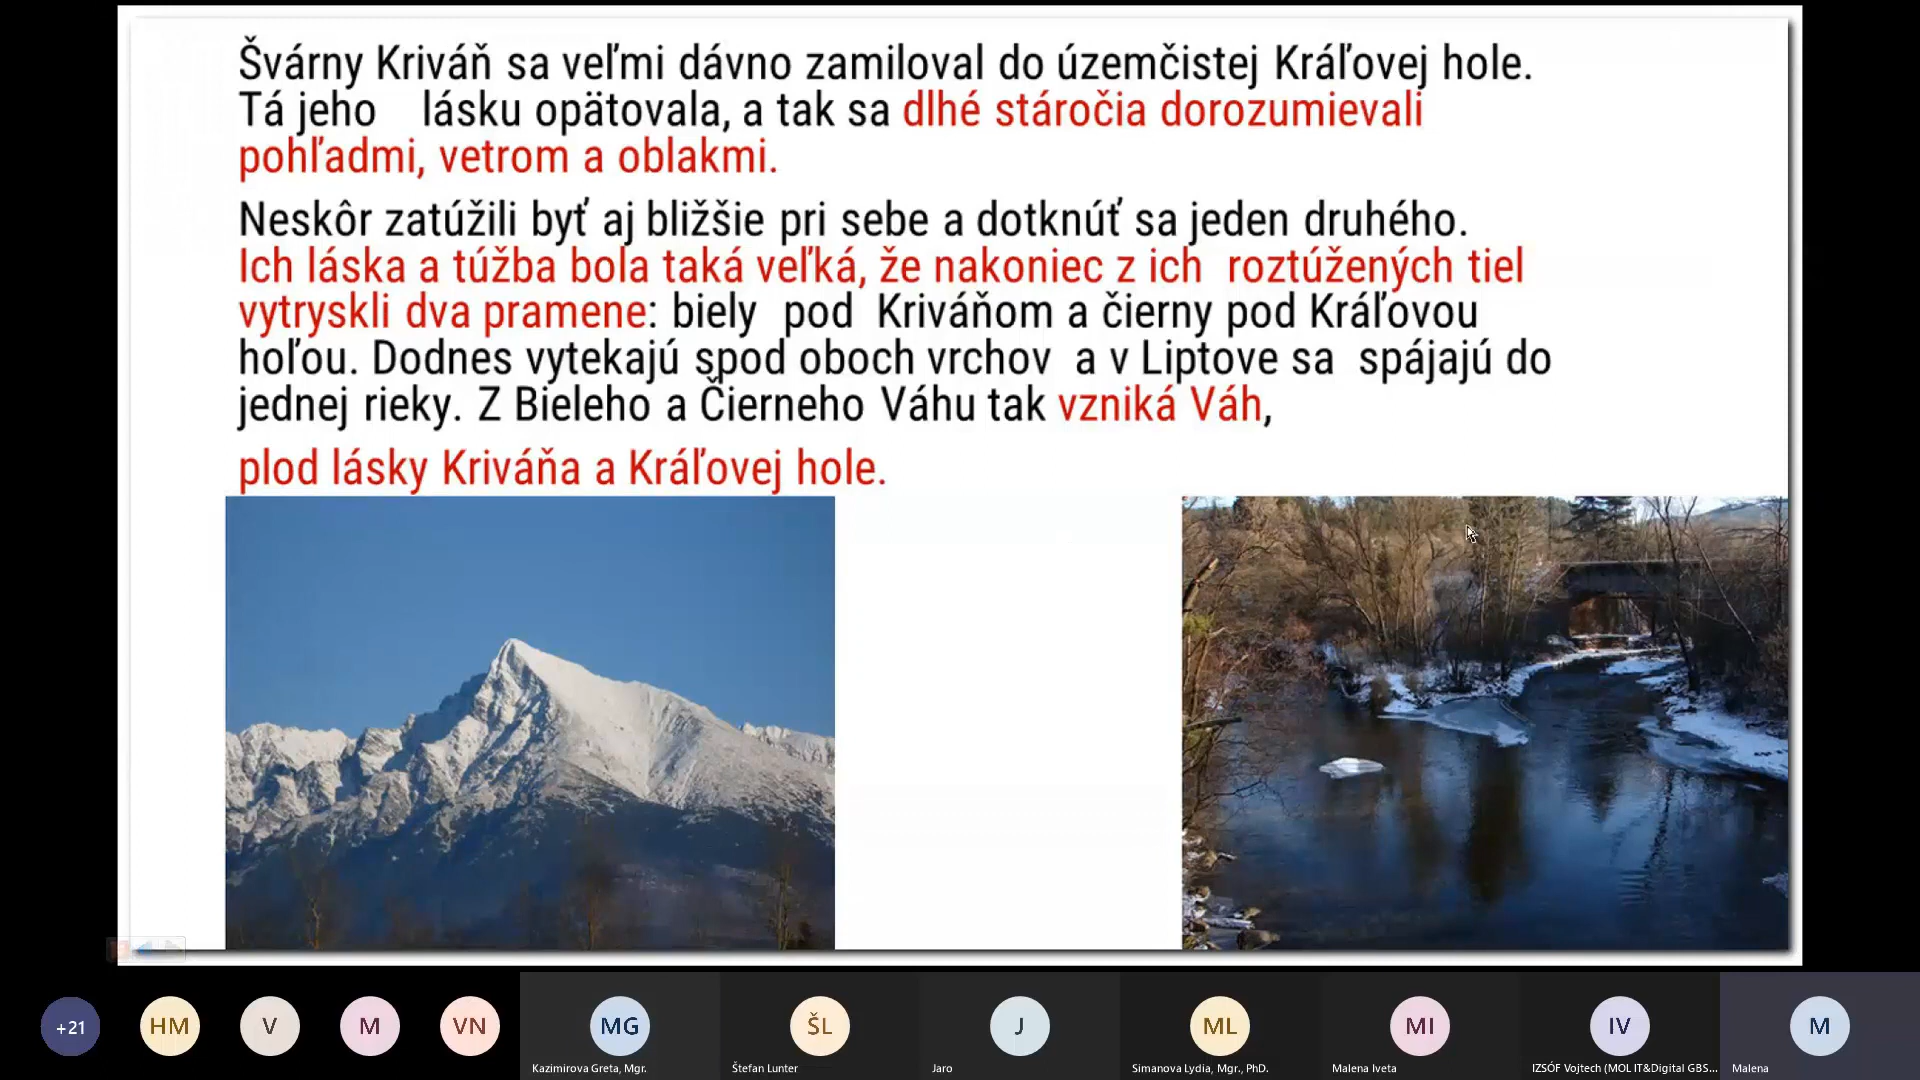 Švárny Kriváň sa veľmi dávno zamiloval do územčistej Kráľovej hole.
Tá jeho lásku opätovala, a tak sa dlhé stáročia dorozumievali
pohľadmi, vetrom a oblakmi.
Neskôr zatúžili byť aj bližšie pri sebe a dotknúť sa jeden druhého.
Ich láska a túžba bola taká veľká, že nakoniec z ich roztúžených tiel
vytryskli dva pramene: biely pod Kriváňom a čierny pod Kráľovou
hoľou. Dodnes vytekajú spod oboch vrchov a v Liptove sa spájajú do
jednej rieky. Z Bieleho a Čierneho Váhu tak vzniká Váh,
plod lásky Kriváňa a Kráľovej hole.
+21
HM
V
M
VN
MG
ŠL
J
ML
MI
IV
M
Kazimirova Greta, Mgr.
Štefan Lunter
Jaro
Simanova Lydia, Mgr., PhD.
Malena Iveta
IZSÓF Vojtech (MOL IT&Digital GBS...
Malena